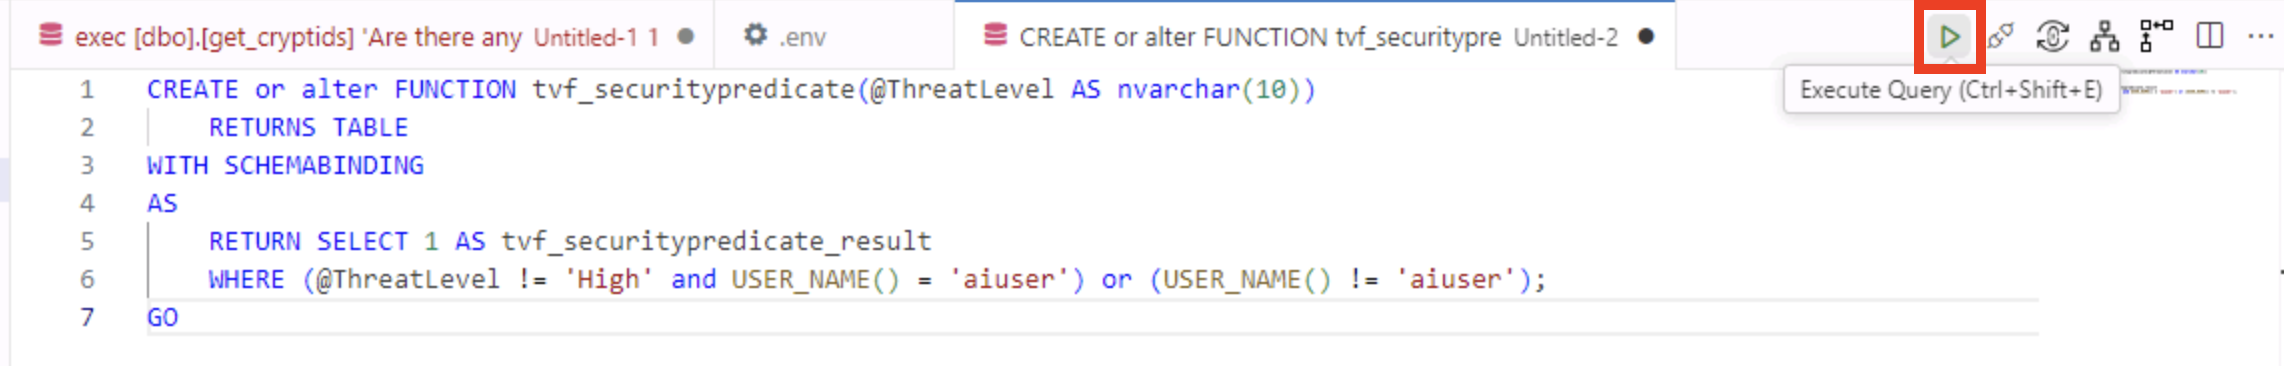 exec [dbo].[get_cryptids] 'Are there any Untitled-1 1 .env CREATE or alter FUNCTION tvf_securitypre Untitled-2
Execute Query (Ctrl+Shift+E)
1 CREATE or alter FUNCTION tvf_securitypredicate(@ThreatLevel AS nvarchar(10))
2 RETURNS TABLE
3 WITH SCHEMABINDING
4 AS
5 RETURN SELECT 1 AS tvf_securitypredicate_result
6 WHERE (@ThreatLevel != 'High' and USER_NAME() = 'aiuser') or (USER_NAME() != 'aiuser');
7 GO